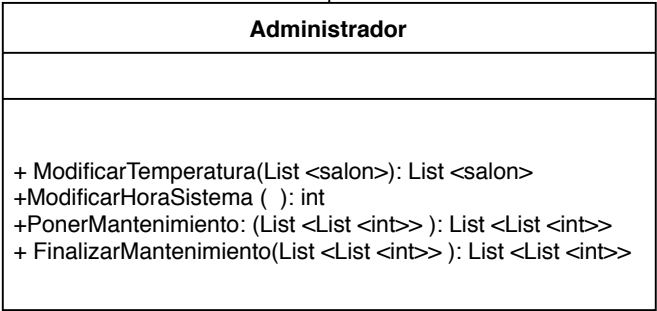 Administrador
+ ModificarTemperatura(List <salon>): List <salon>
+ModificarHoraSistema (  ): int
+PonerMantenimiento: (List <List <int>> ): List <List <int>>
+ FinalizarMantenimiento(List <List <int>> ): List <List <int>>